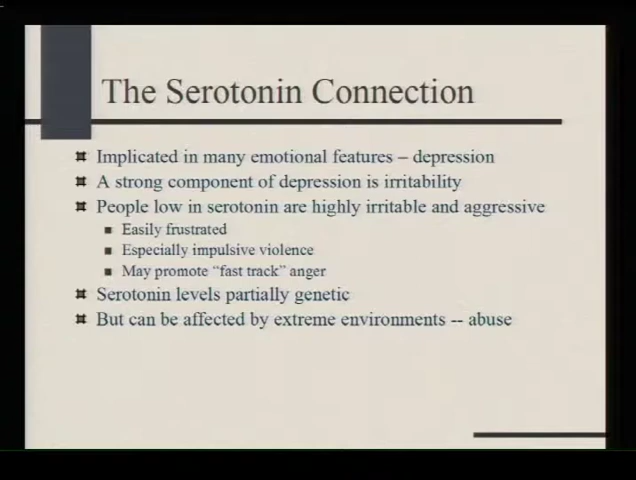 The Serotonin Connection
Implicated in many emotional features – depression
A strong component of depression is irritability
People low in serotonin are highly irritable and aggressive
Easily frustrated
Especially impulsive violence
May promote “fast track” anger
Serotonin levels partially genetic
But can be affected by extreme environments -- abuse